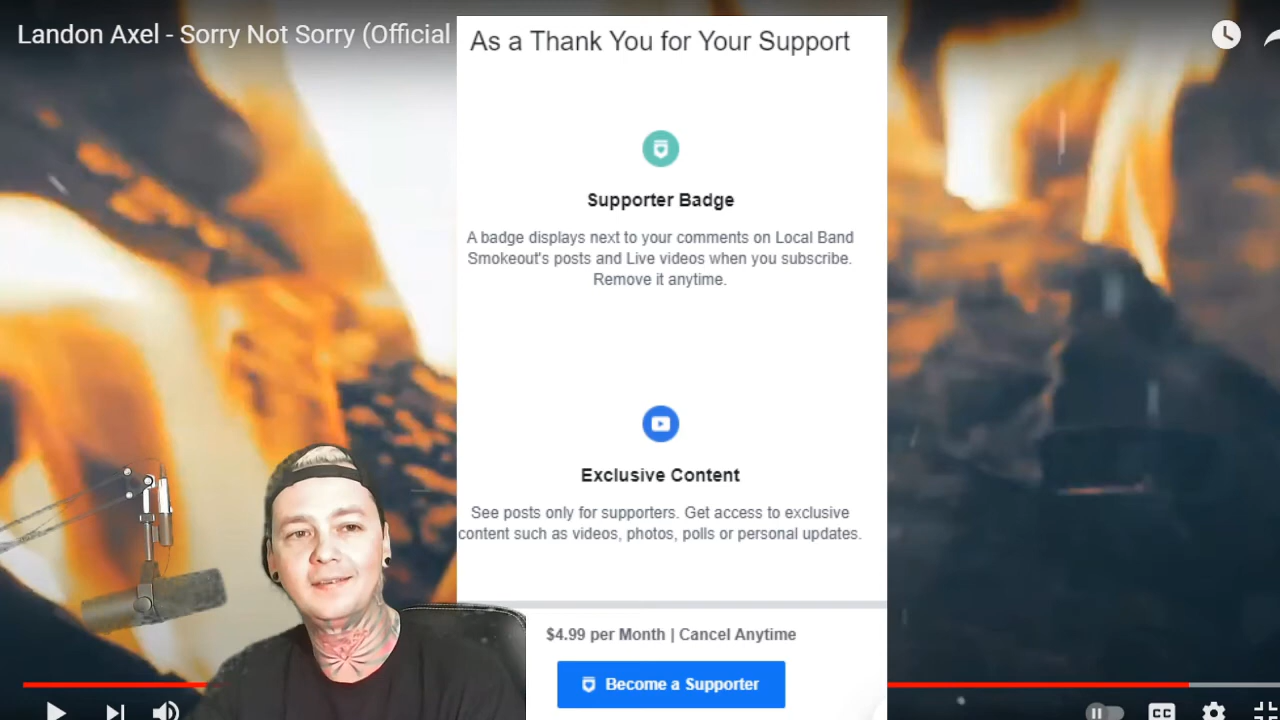 Landon Axel - Sorry Not Sorry (Official
As a Thank You for Your Support
Supporter Badge
A badge displays next to your comments on Local Band
Smokeout's posts and Live videos when you subscribe.
Remove it anytime.
Exclusive Content
See posts only for supporters. Get access to exclusive
content such as videos, photos, polls or personal updates.
$4.99 per Month | Cancel Anytime
Become a Supporter
CC